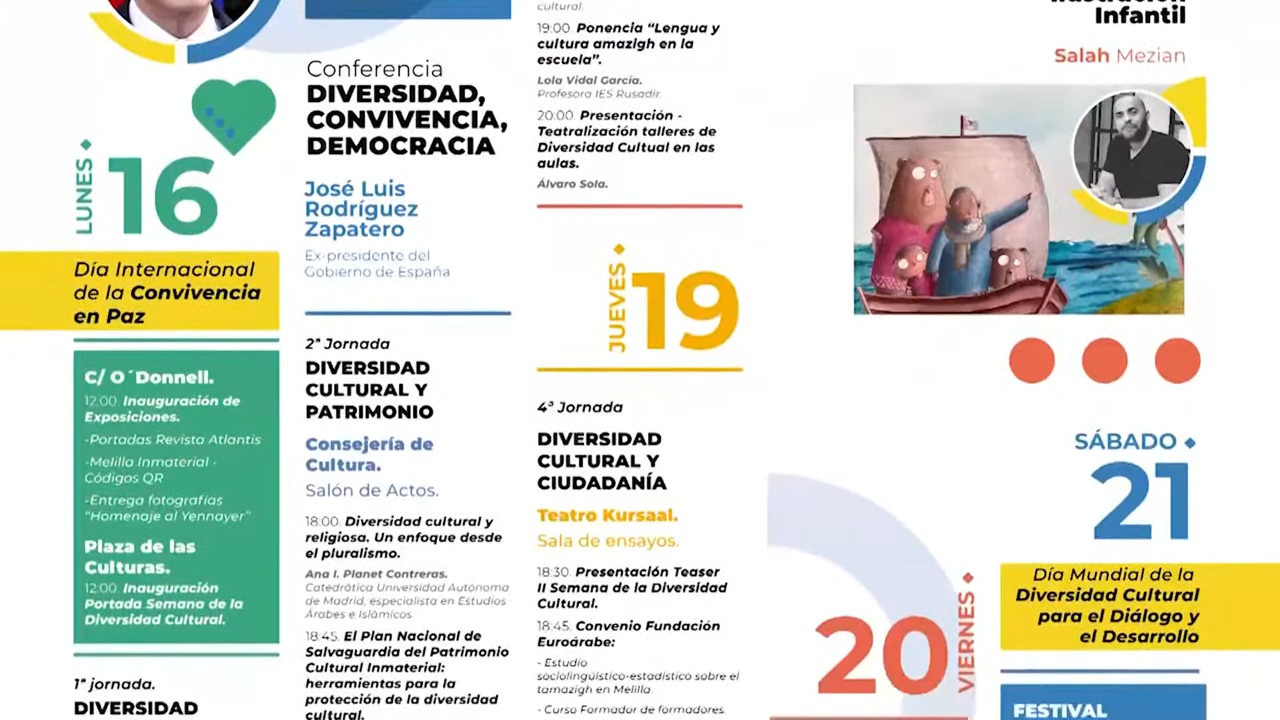 LUNES
16
Día Internacional
de la Convivencia
en Paz
C/ O´Donnell.
12:00. Inauguración de
Exposiciones.
-Portadas Revista Atlantis
-Melilla Inmaterial -
Códigos QR
-Entrega fotografías
“Homenaje al Yennayer”
Plaza de las
Culturas.
12:00. Inauguración
Portada Semana de la
Diversidad Cultural.
1ª jornada.
DIVERSIDAD
Conferencia
DIVERSIDAD,
CONVIVENCIA,
DEMOCRACIA
José Luis
Rodríguez
Zapatero
Ex-presidente del
Gobierno de España
2ª Jornada
DIVERSIDAD
CULTURAL Y
PATRIMONIO
Consejería de
Cultura.
Salón de Actos.
18:00. Diversidad cultural y
religiosa. Un enfoque desde
el pluralismo.
Ana I. Planet Contreras.
Catedrática Universidad Autónoma
de Madrid, especialista en Estudios
Árabes e Islámicos.
18:45. El Plan Nacional de
Salvaguardia del Patrimonio
Cultural Inmaterial:
herramientas para la
protección de la diversidad
cultural.
cultural.
19:00. Ponencia “Lengua y
cultura amazigh en la
escuela”.
Lola Vidal García.
Profesora IES Rusadir.
20:00. Presentación -
Teatralización talleres de
Diversidad Cultual en las
aulas.
Álvaro Sola.
JUEVES
19
4ª Jornada
DIVERSIDAD
CULTURAL Y
CIUDADANÍA
Teatro Kursaal.
Sala de ensayos.
18:30. Presentación Teaser
II Semana de la Diversidad
Cultural.
18:45. Convenio Fundación
Euroárabe:
- Estudio
sociolingüístico-estadístico sobre el
tamazigh en Melilla.
- Curso Formador de formadores
20
VIERNES
Ilustración
Infantil
Salah Mezian
SÁBADO
21
Día Mundial de la
Diversidad Cultural
para el Diálogo y
el Desarrollo
FESTIVAL